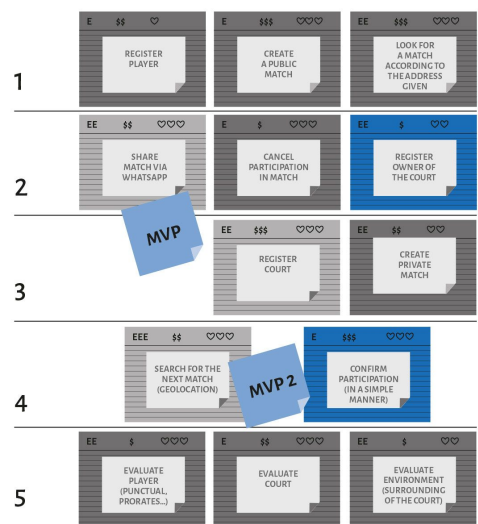 E $$ ♡
REGISTER
PLAYER
E $$$ ♡♡♡
CREATE
A PUBLIC
MATCH
EE $$$ ♡♡♡
LOOK FOR
A MATCH
ACCORDING TO
THE ADDRESS
GIVEN
1
EE $$ ♡♡♡
SHARE
MATCH VIA
WHATSAPP
E $ ♡♡♡
CANCEL
PARTICIPATION
IN MATCH
EE $ ♡♡
REGISTER
OWNER OF
THE COURT
2
MVP
EE $$$ ♡♡♡
REGISTER
COURT
EE $$ ♡♡
CREATE
PRIVATE
MATCH
3
EEE $$ ♡♡♡
SEARCH FOR THE
NEXT MATCH
(GEOLOCATION)
MVP 2
E $$$ ♡♡♡
CONFIRM
PARTICIPATION
(IN A SIMPLE
MANNER)
4
EE $ ♡♡♡
EVALUATE
PLAYER
(PUNCTUAL,
PRORATES...)
E $$ ♡♡♡
EVALUATE
COURT
EE $ ♡♡
EVALUATE
ENVIRONMENT
(SURROUNDING
OF THE COURT)
5